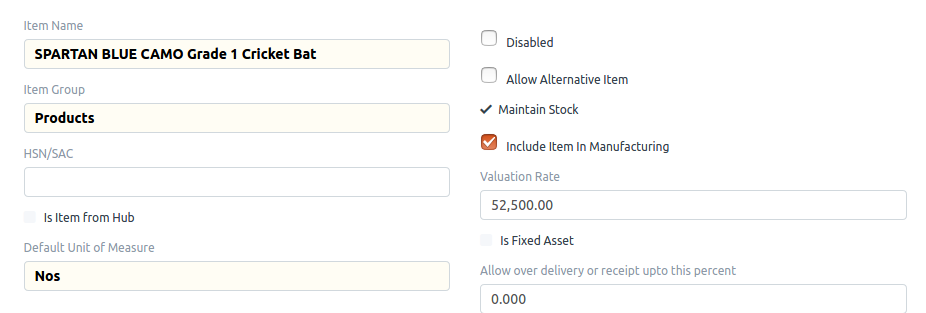 Item Name
SPARTAN BLUE CAMO Grade 1 Cricket Bat
Item Group
Products
HSN/SAC
Is Item from Hub
Default Unit of Measure
Nos
Disabled
Allow Alternative Item
Maintain Stock
Include Item In Manufacturing
Valuation Rate
52,500.00
Is Fixed Asset
Allow over delivery or receipt upto this percent
0.000